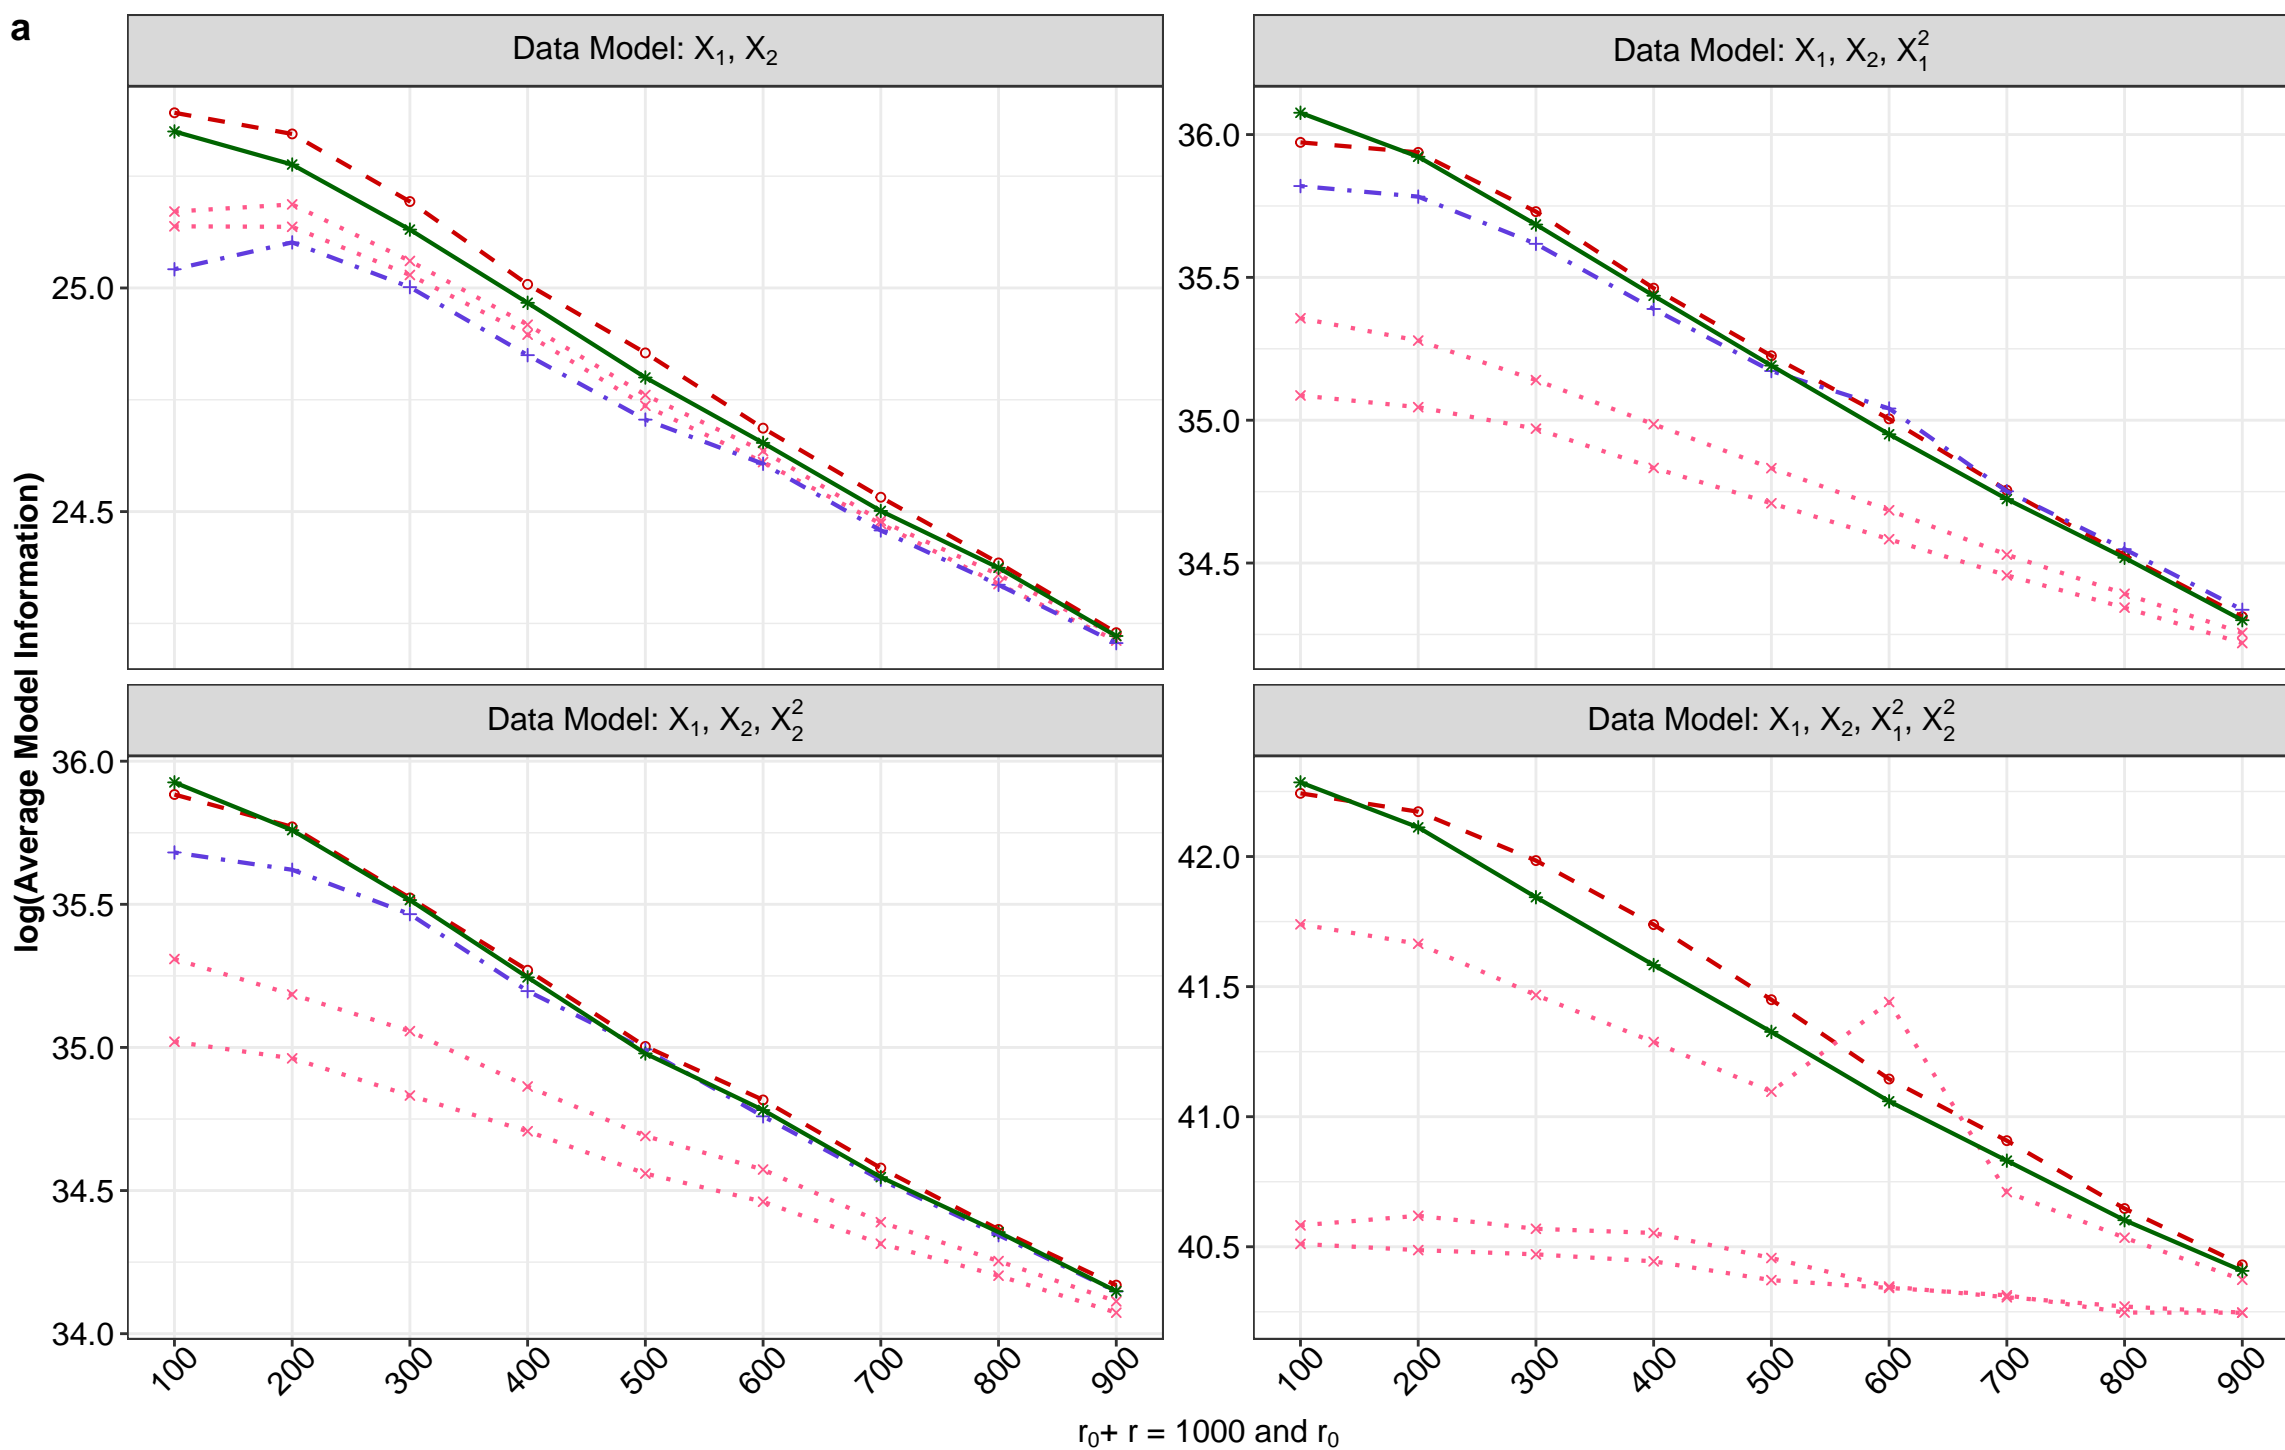 a
Data Model: X₁, X₂
Data Model: X₁, X₂, X₁²
25.0
24.5
36.0
35.5
35.0
34.5
log(Average Model Information)
Data Model: X₁, X₂, X₂²
Data Model: X₁, X₂, X₁², X₂²
36.0
35.5
35.0
34.5
34.0
42.0
41.5
41.0
40.5
100 200 300 400 500 600 700 800 900
100 200 300 400 500 600 700 800 900
r₀+ r = 1000 and r₀